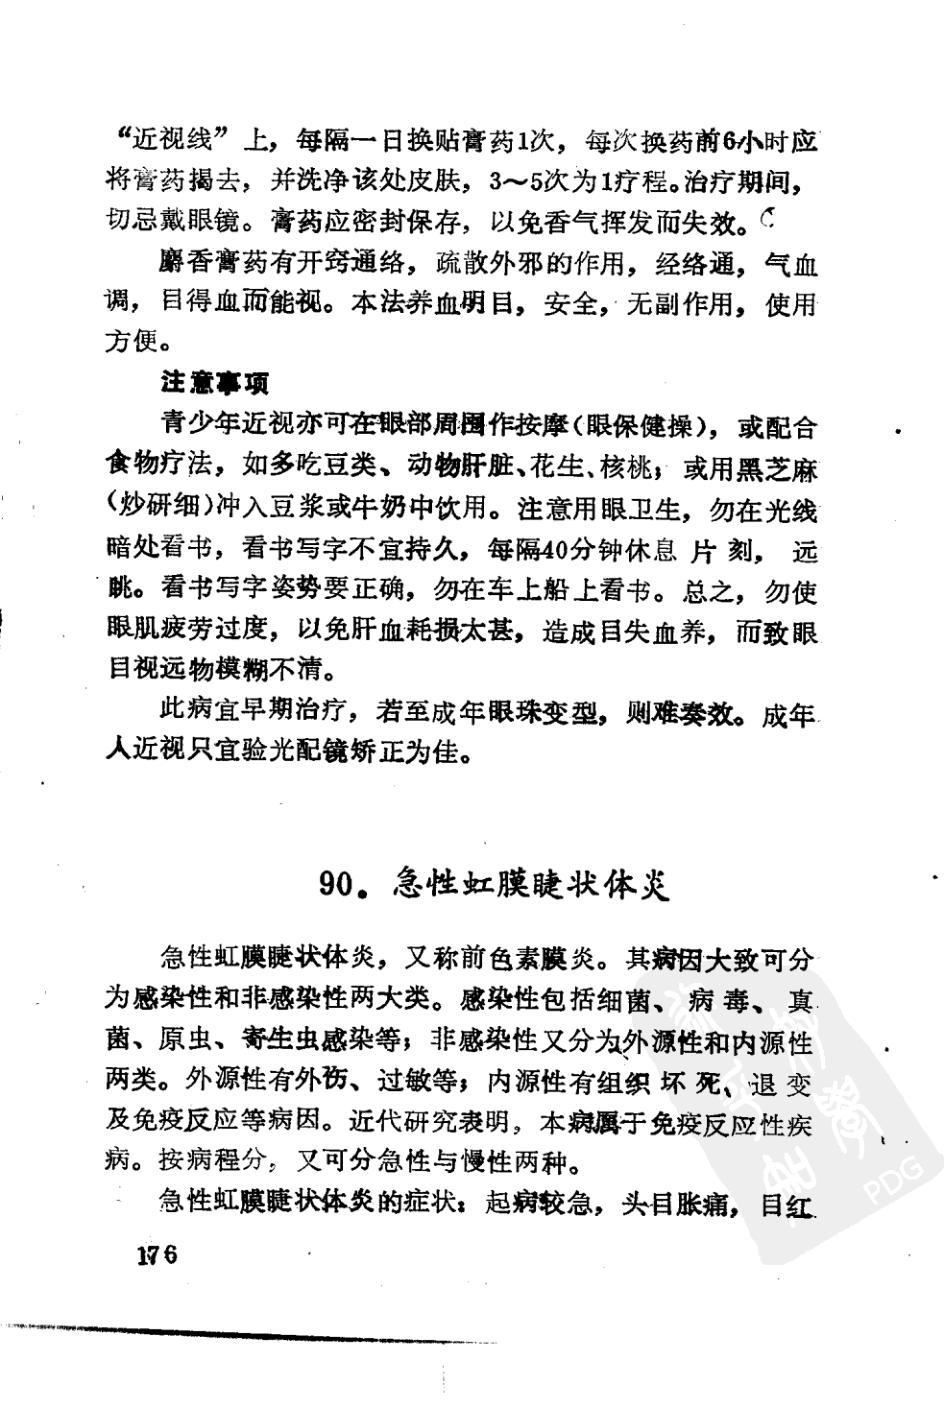 “近视线”上，每隔一日换贴膏药1次，每次换药前6小时应
将膏药揭去，并洗净该处皮肤，3～5次为1疗程。治疗期间，
切忌戴眼镜。膏药应密封保存，以免香气挥发而失效。
麝香膏药有开窍通络，疏散外邪的作用，经络通，气血
调，目得血而能视。本法养血明目，安全，无副作用，使用
方便。
注意事项
青少年近视亦可在眼部周围作按摩（眼保健操），或配合
食物疗法，如多吃豆类、动物肝脏、花生、核桃；或用黑芝麻
（炒研细）冲入豆浆或牛奶中饮用。注意用眼卫生，勿在光线
暗处看书，看书写字不宜持久，每隔40分钟休息片刻，远
眺。看书写字姿势要正确，勿在车上船上看书。总之，勿使
眼肌疲劳过度，以免肝血耗损太甚，造成目失血养，而致眼
目视远物模糊不清。
此病宜早期治疗，若至成年眼珠变型，则难奏效。成年
人近视只宜验光配镜矫正为佳。
90。急性虹膜睫状体炎
急性虹膜睫状体炎，又称前色素膜炎。其病因大致可分
为感染性和非感染性两大类。感染性包括细菌、病毒、真
菌、原虫、寄生虫感染等；非感染性又分为外源性和内源性
两类。外源性有外伤、过敏等；内源性有组织坏死、退变
及免疫反应等病因。近代研究表明，本病属于免疫反应性疾
病。按病程分，又可分急性与慢性两种。
急性虹膜睫状体炎的症状：起病较急，头目胀痛，目红
176
PDG